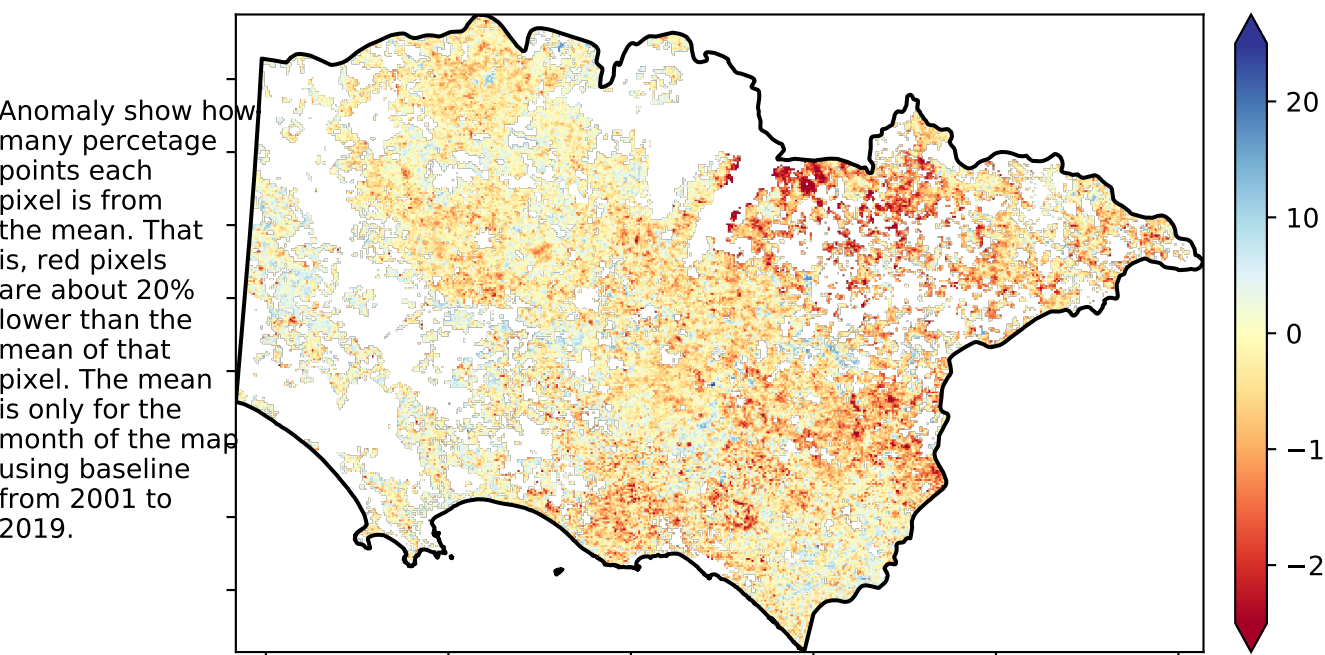 Anomaly show how
many percetage
points each
pixel is from
the mean. That
is, red pixels
are about 20%
lower than the
mean of that
pixel. The mean
is only for the
month of the map
using baseline
from 2001 to
2019.
20
10
0
−1
−2